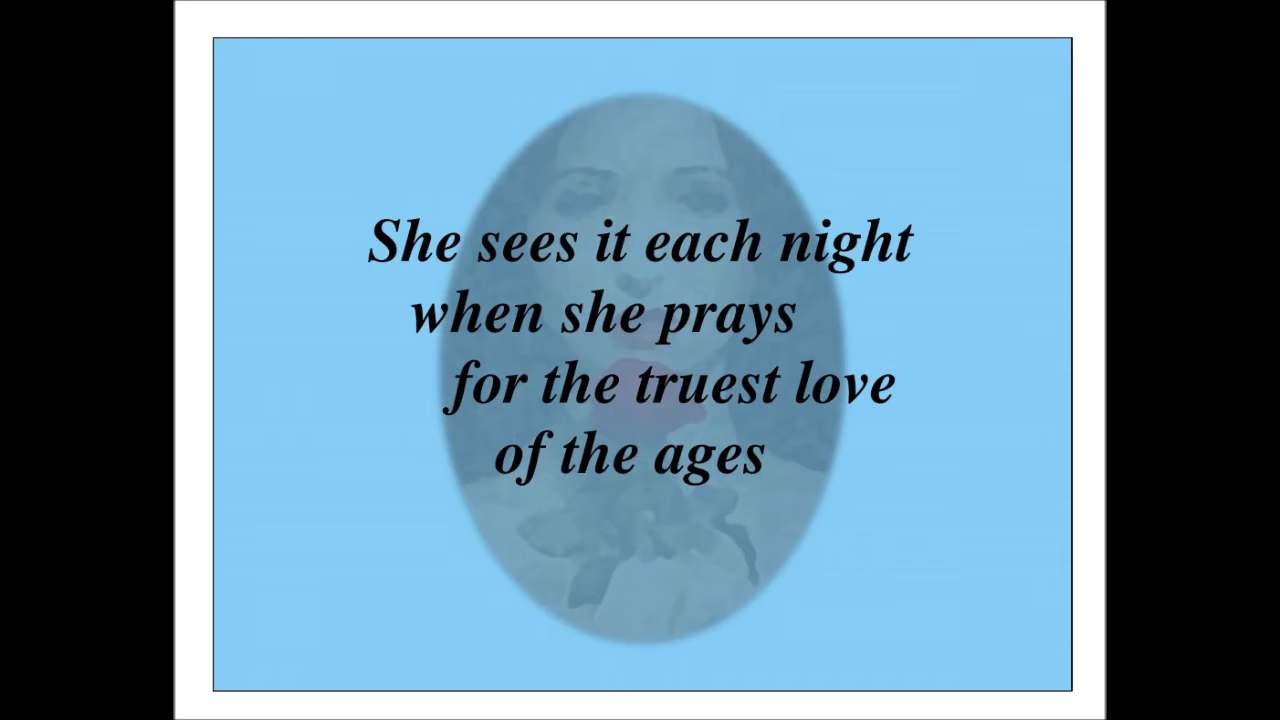 She sees it each night
when she prays
for the truest love
of the ages